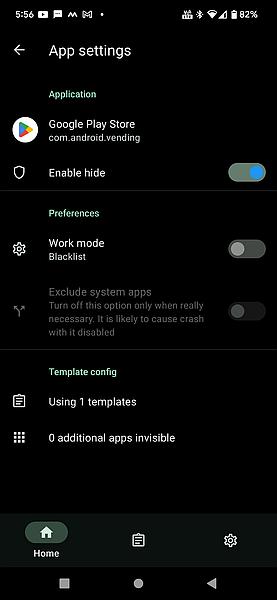 5:56
82%
App settings
Application
Google Play Store
com.android.vending
Enable hide
Preferences
Work mode
Blacklist
Exclude system apps
Turn off this option only when really
necessary. It is likely to cause crash
with it disabled
Template config
Using 1 templates
0 additional apps invisible
Home